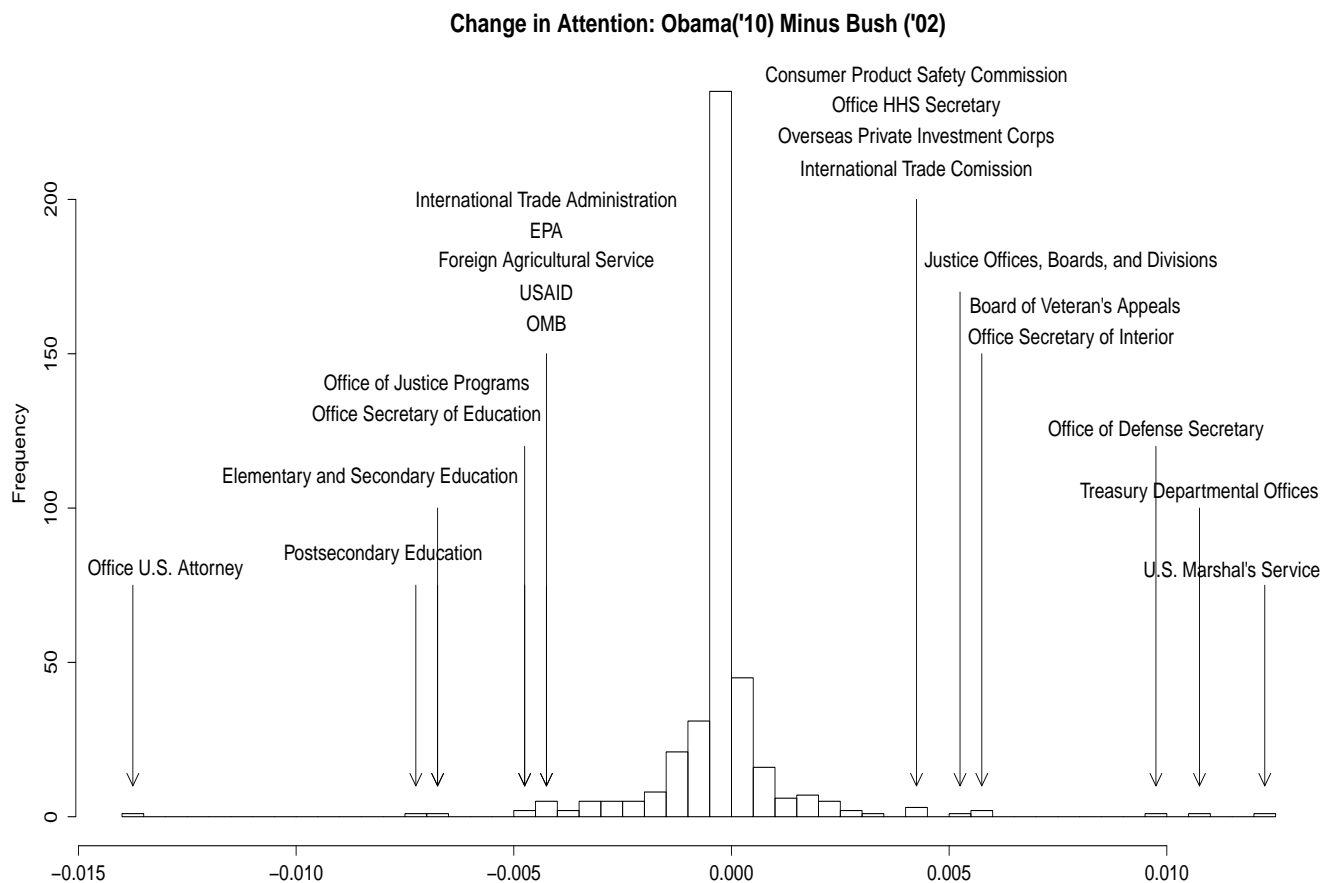 Change in Attention: Obama('10) Minus Bush ('02)
Consumer Product Safety Commission
Office HHS Secretary
Overseas Private Investment Corps
International Trade Comission
International Trade Administration
EPA
Foreign Agricultural Service
USAID
OMB
Justice Offices, Boards, and Divisions
Board of Veteran's Appeals
Office Secretary of Interior
Office of Justice Programs
Office Secretary of Education
Office of Defense Secretary
Elementary and Secondary Education
Treasury Departmental Offices
Postsecondary Education
Office U.S. Attorney
U.S. Marshal's Service
Frequency
200
150
100
50
0
−0.015
−0.010
−0.005
0.000
0.005
0.010